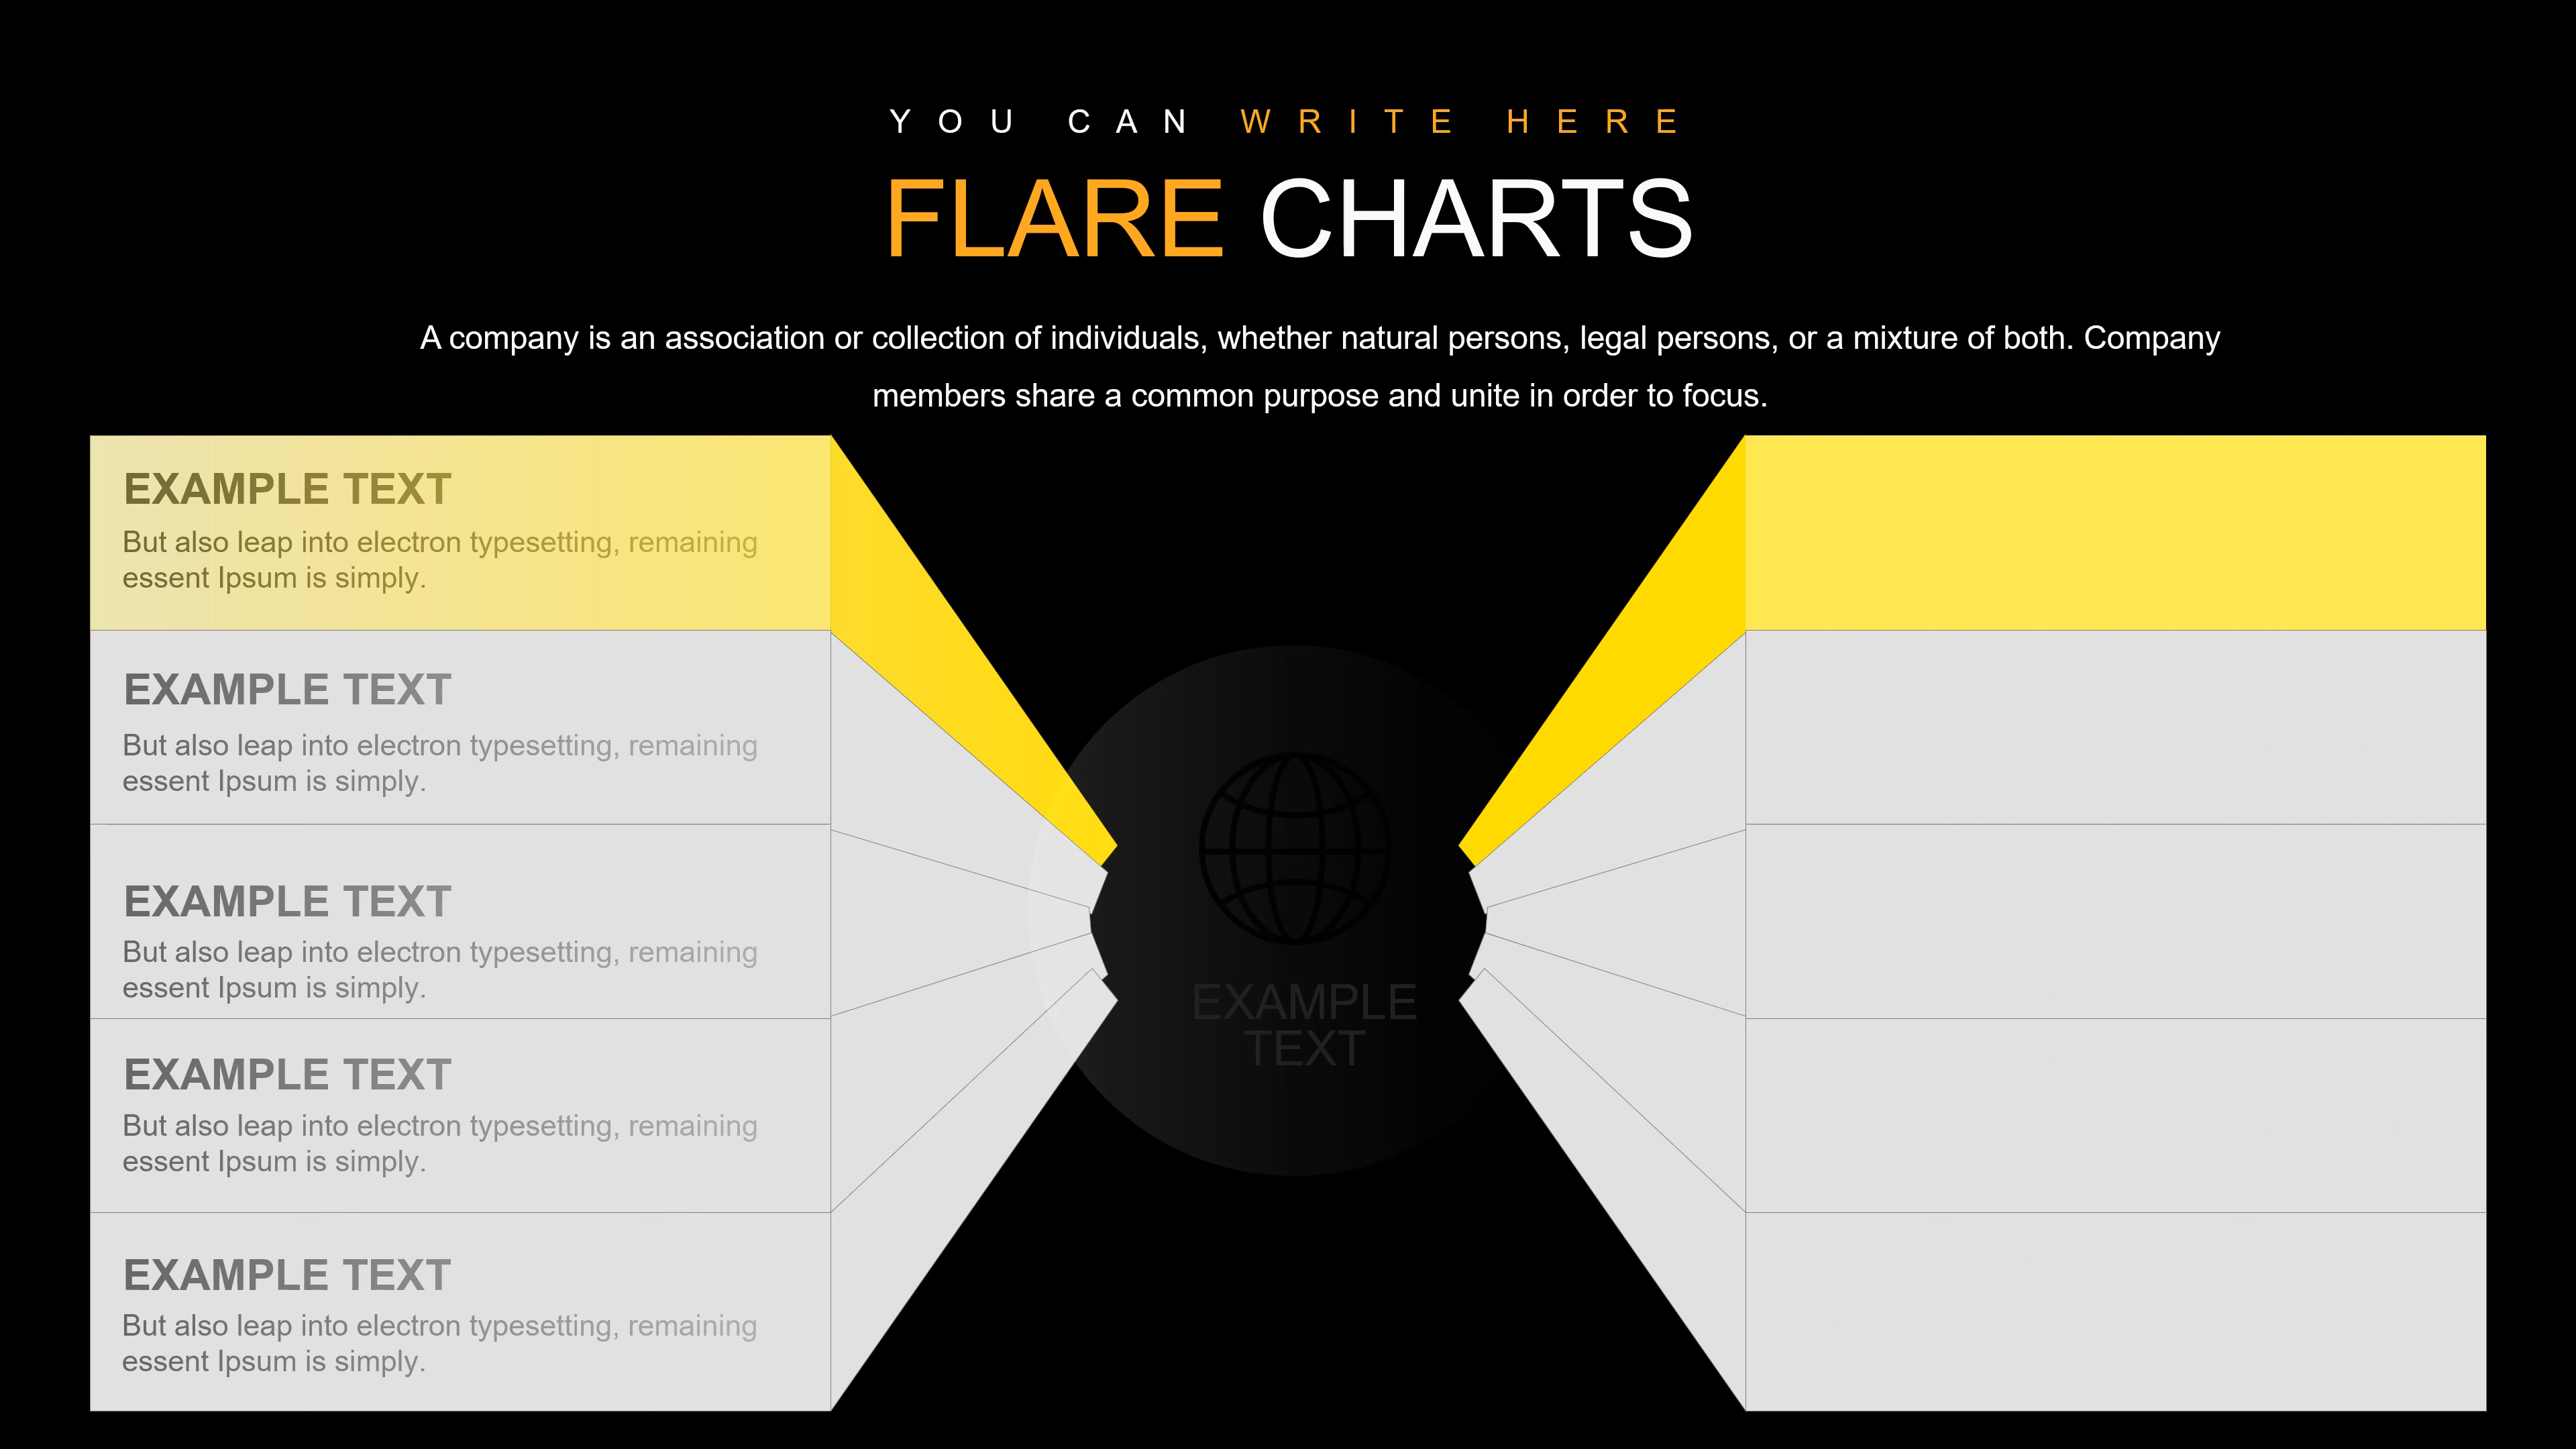 YOU CAN WRITE HERE
FLARE CHARTS
A company is an association or collection of individuals, whether natural persons, legal persons, or a mixture of both. Company
members share a common purpose and unite in order to focus.
EXAMPLE TEXT
But also leap into electron typesetting, remaining
essent Ipsum is simply.
EXAMPLE TEXT
But also leap into electron typesetting, remaining
essent Ipsum is simply.
EXAMPLE TEXT
But also leap into electron typesetting, remaining
essent Ipsum is simply.
EXAMPLE TEXT
But also leap into electron typesetting, remaining
essent Ipsum is simply.
EXAMPLE TEXT
But also leap into electron typesetting, remaining
essent Ipsum is simply.
EXAMPLE
TEXT